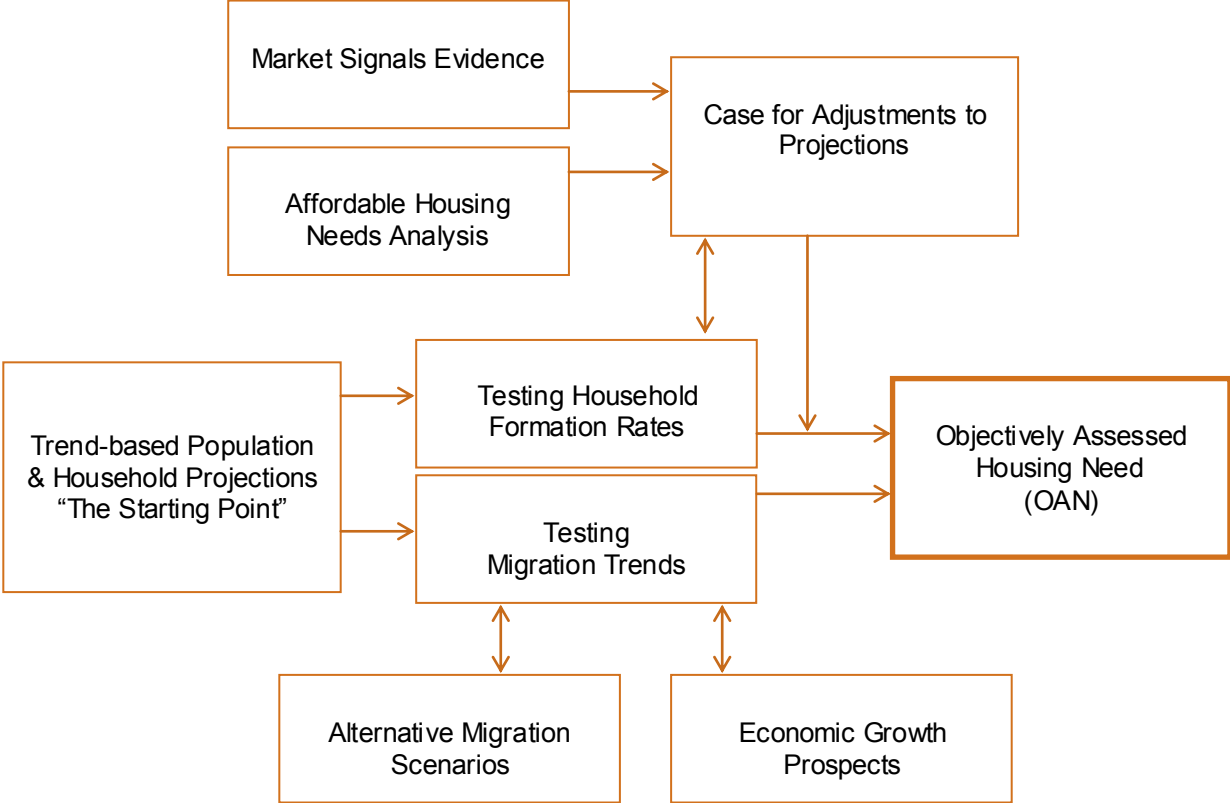 Market Signals Evidence
Case for Adjustments to
Projections
Affordable Housing
Needs Analysis
Testing Household
Formation Rates
Trend-based Population
& Household Projections
“The Starting Point”
Objectively Assessed
Housing Need
(OAN)
Testing
Migration Trends
Alternative Migration
Scenarios
Economic Growth
Prospects